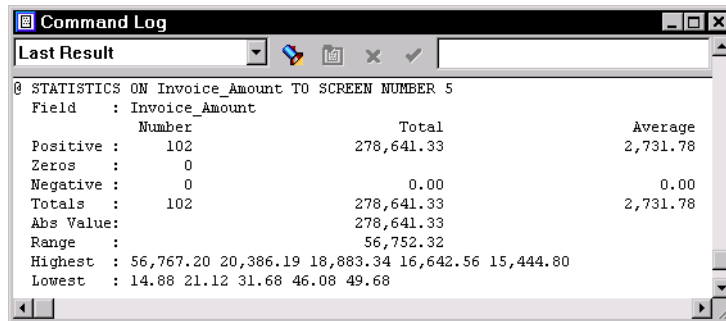 Command Log
Last Result
@ STATISTICS ON Invoice_Amount TO SCREEN NUMBER 5
Field : Invoice_Amount
Number Total Average
Positive : 102 278,641.33 2,731.78
Zeros : 0
Negative : 0 0.00 0.00
Totals : 102 278,641.33 2,731.78
Abs Value: 278,641.33
Range : 56,752.32
Highest : 56,767.20 20,386.19 18,883.34 16,642.56 15,444.80
Lowest : 14.88 21.12 31.68 46.08 49.68